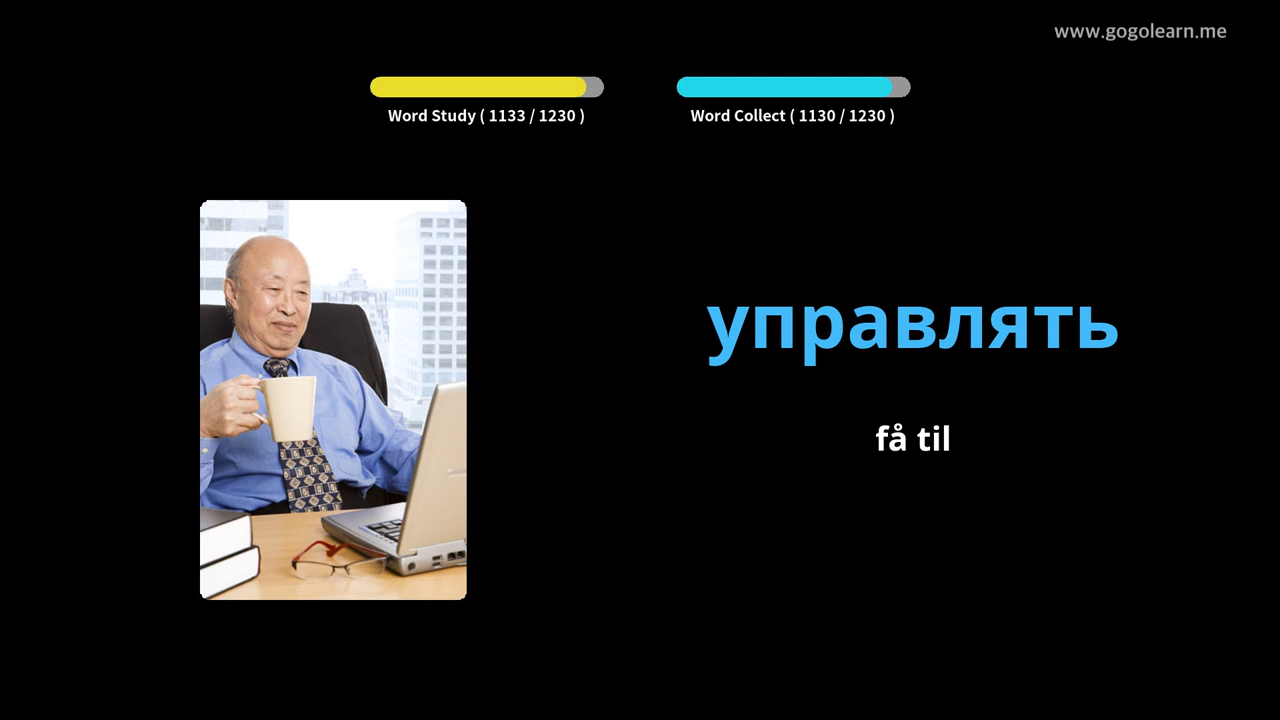 www.gogolearn.me
Word Study ( 1133 / 1230 )
Word Collect ( 1130 / 1230 )
управлять
få til